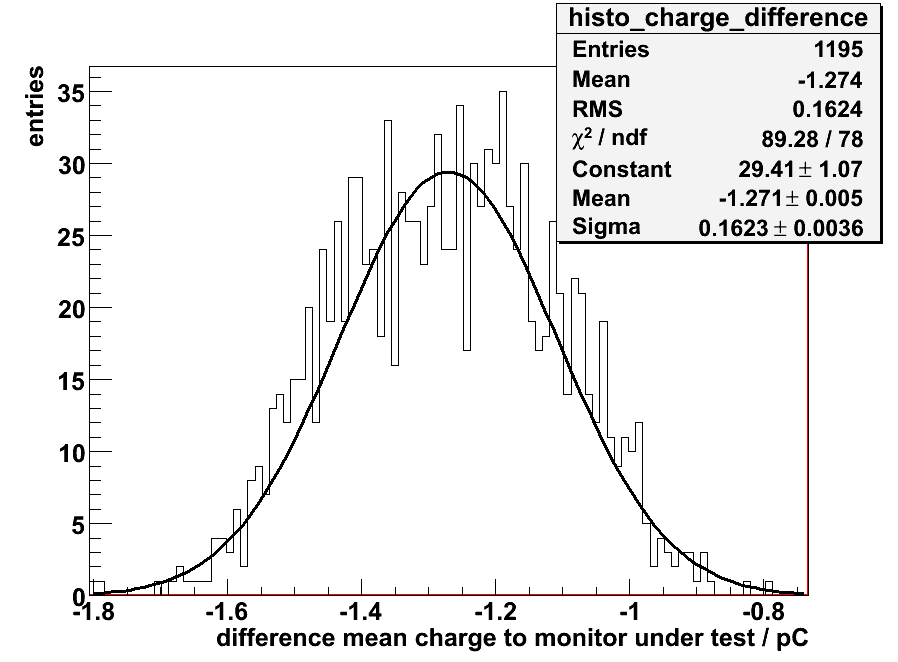 histo_charge_difference
Entries 1195
Mean -1.274
RMS 0.1624
χ² / ndf 89.28 / 78
Constant 29.41 ± 1.07
Mean -1.271 ± 0.005
Sigma 0.1623 ± 0.0036
entries
35
30
25
20
15
10
5
0
-1.8 -1.6 -1.4 -1.2 -1 -0.8
difference mean charge to monitor under test / pC